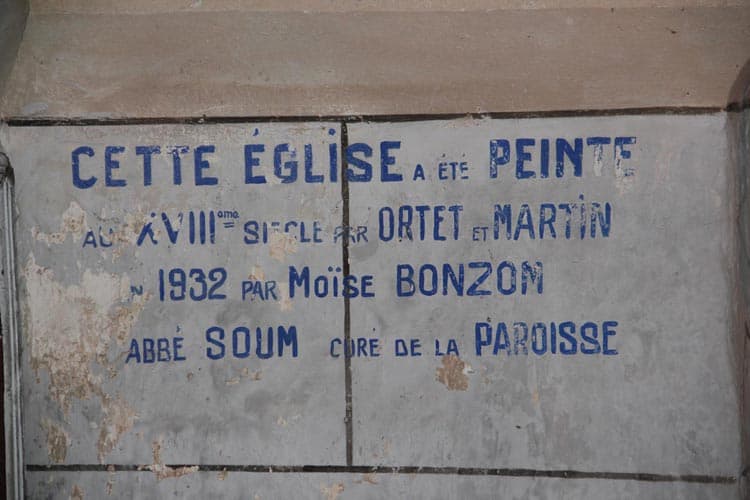 CETTE ÉGLISE A ÉTÉ PEINTE
AU XVIIIème SIECLE PAR ORTET ET MARTIN
N 1932 PAR MOÏSE BONZOM
ABBÉ SOUM CURÉ DE LA PAROISSE